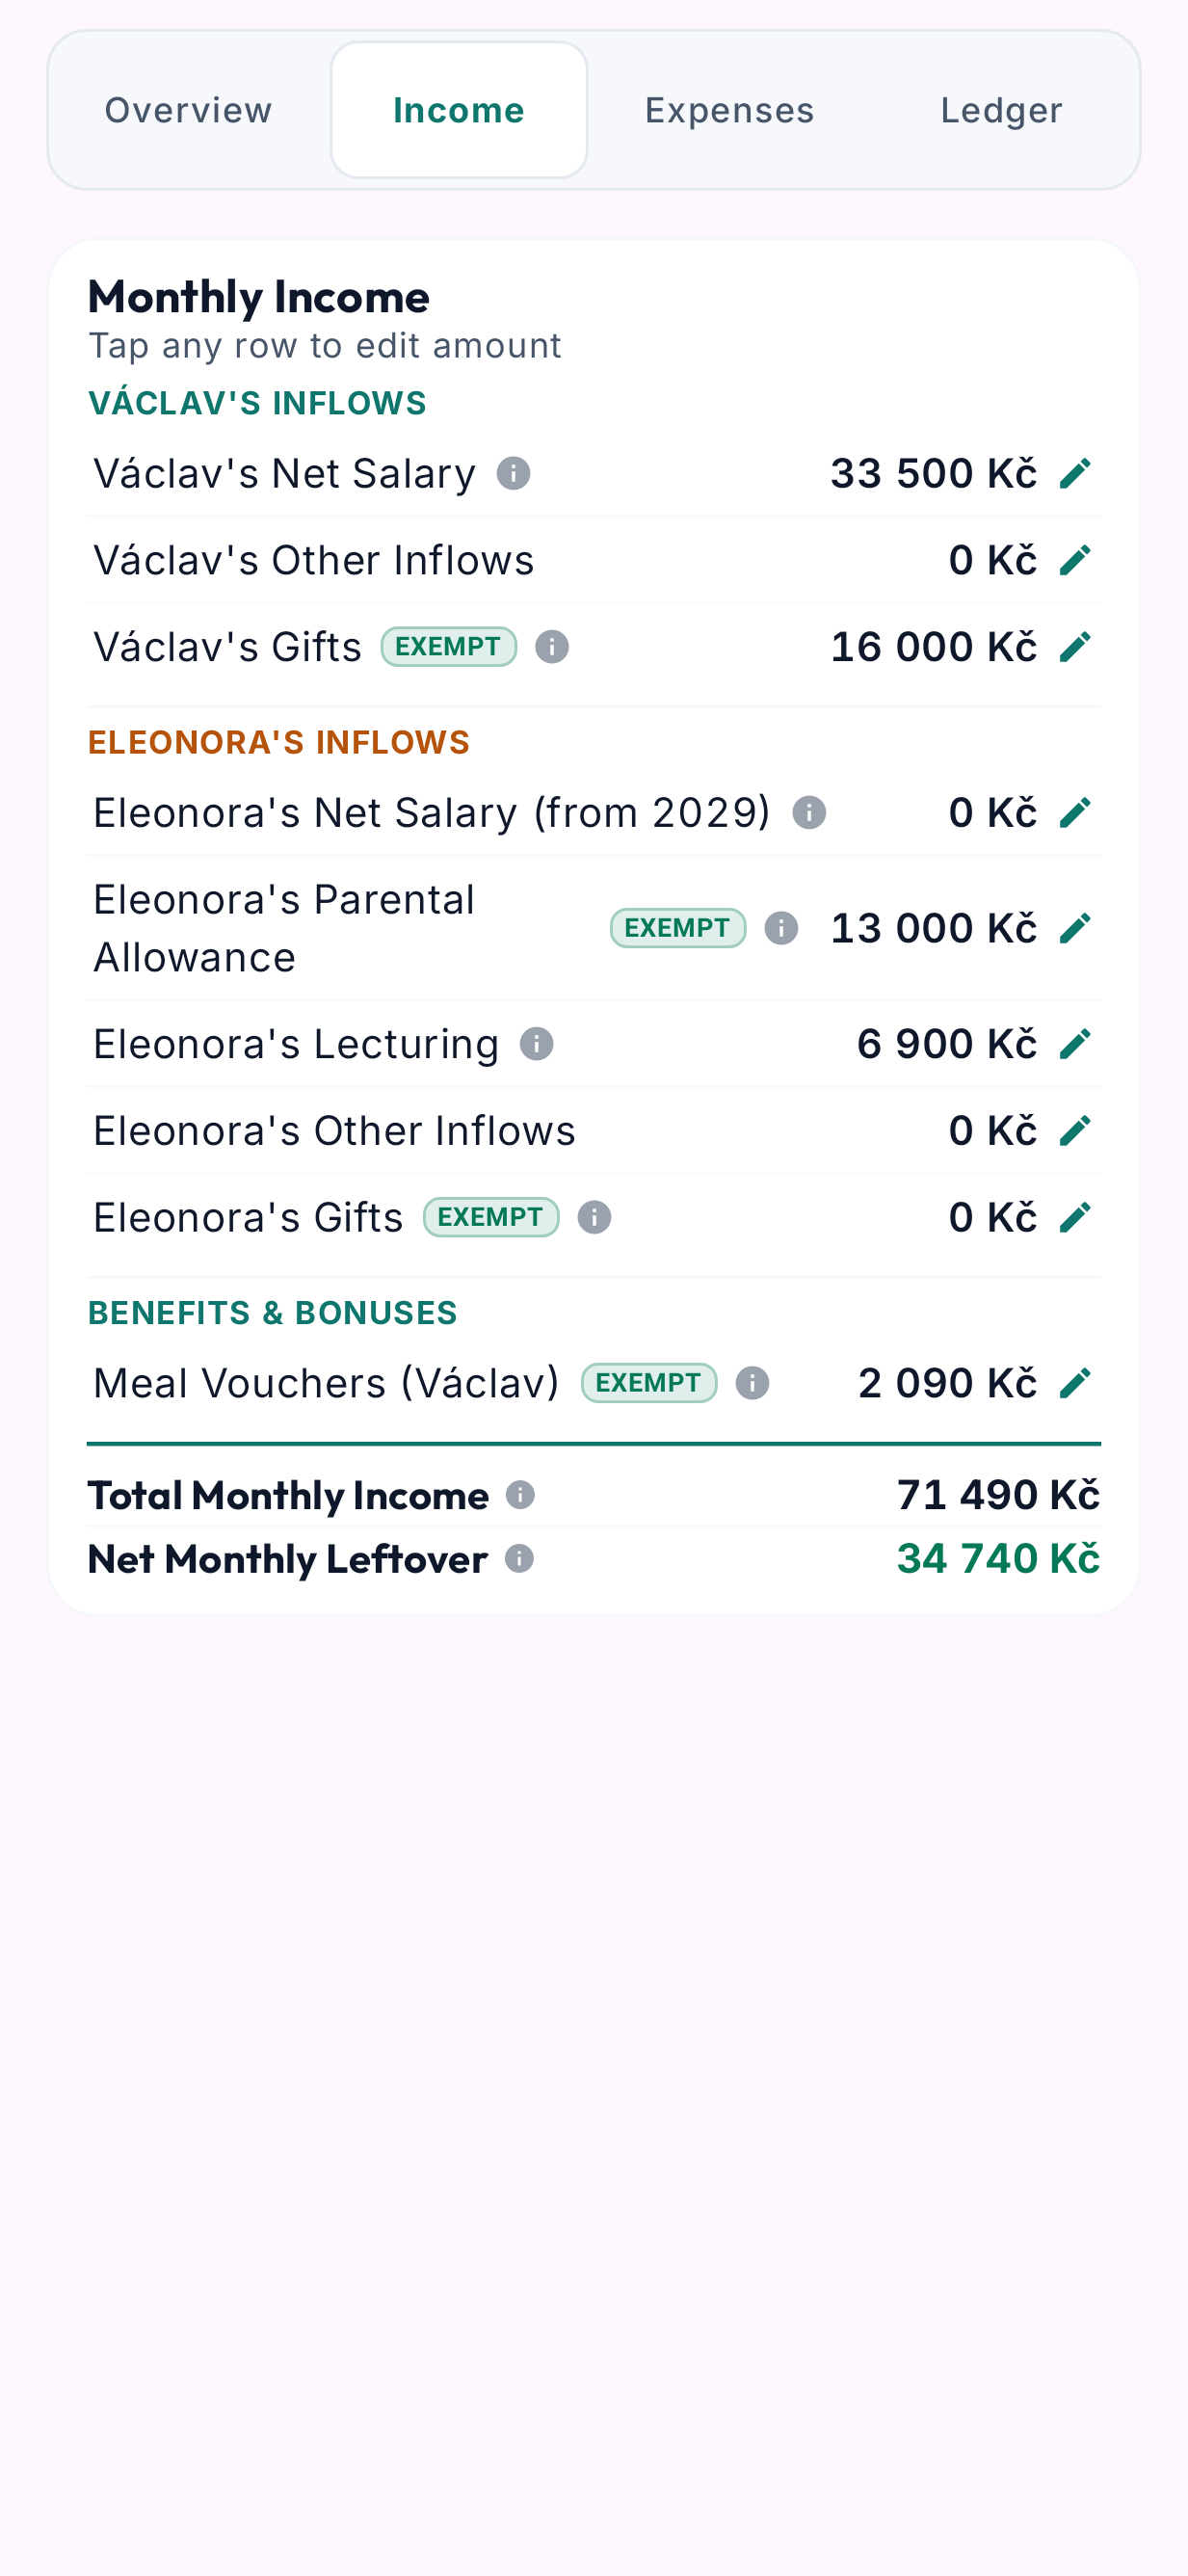 Overview Income Expenses Ledger
Monthly Income
Tap any row to edit amount
VÁCLAV'S INFLOWS
Václav's Net Salary 33 500 Kč
Václav's Other Inflows 0 Kč
Václav's Gifts EXEMPT 16 000 Kč
ELEONORA'S INFLOWS
Eleonora's Net Salary (from 2029) 0 Kč
Eleonora's Parental
Allowance EXEMPT 13 000 Kč
Eleonora's Lecturing 6 900 Kč
Eleonora's Other Inflows 0 Kč
Eleonora's Gifts EXEMPT 0 Kč
BENEFITS & BONUSES
Meal Vouchers (Václav) EXEMPT 2 090 Kč
Total Monthly Income 71 490 Kč
Net Monthly Leftover 34 740 Kč